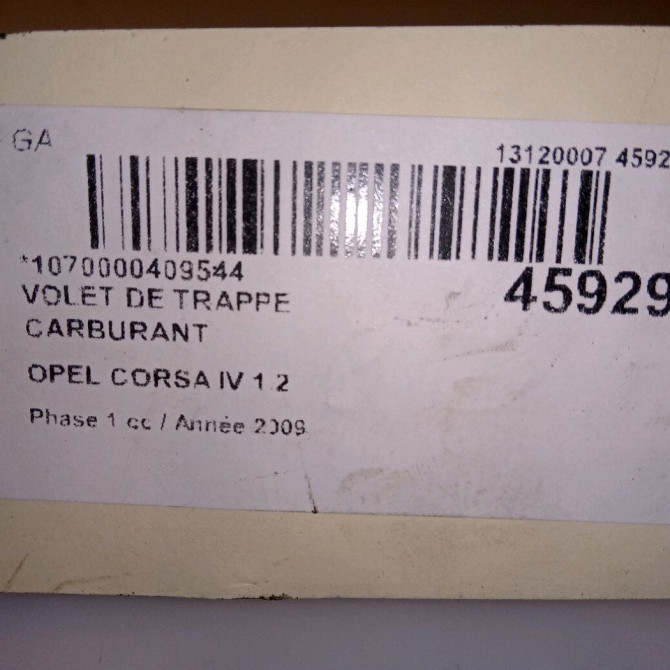 GA
13120007 4592
*1070000409544
45929
VOLET DE TRAPPE
CARBURANT
OPEL CORSA IV 1.2
Phase 1 cc / Année 2009